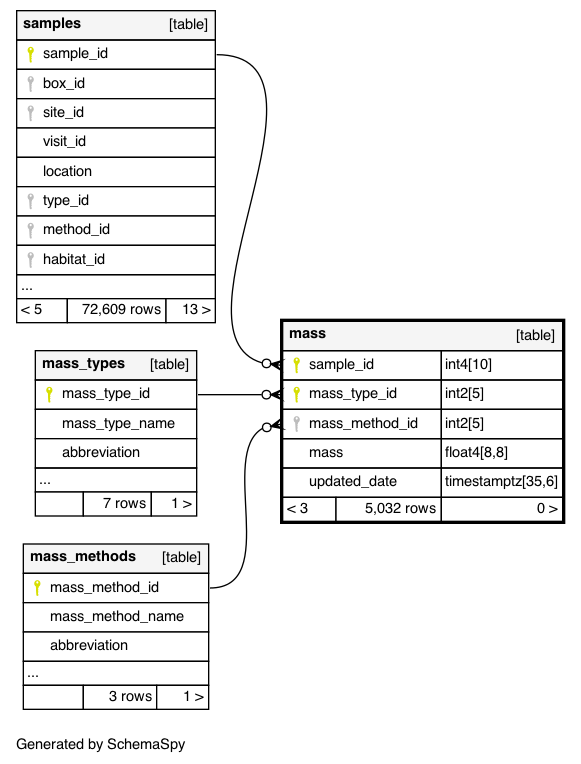 samples [table]
sample_id
box_id
site_id
visit_id
location
type_id
method_id
habitat_id
...
< 5 72,609 rows 13 >
mass_types [table]
mass_type_id
mass_type_name
abbreviation
...
7 rows 1 >
mass_methods [table]
mass_method_id
mass_method_name
abbreviation
...
3 rows 1 >
mass [table]
sample_id int4[10]
mass_type_id int2[5]
mass_method_id int2[5]
mass float4[8,8]
updated_date timestamptz[35,6]
< 3 5,032 rows 0 >
Generated by SchemaSpy